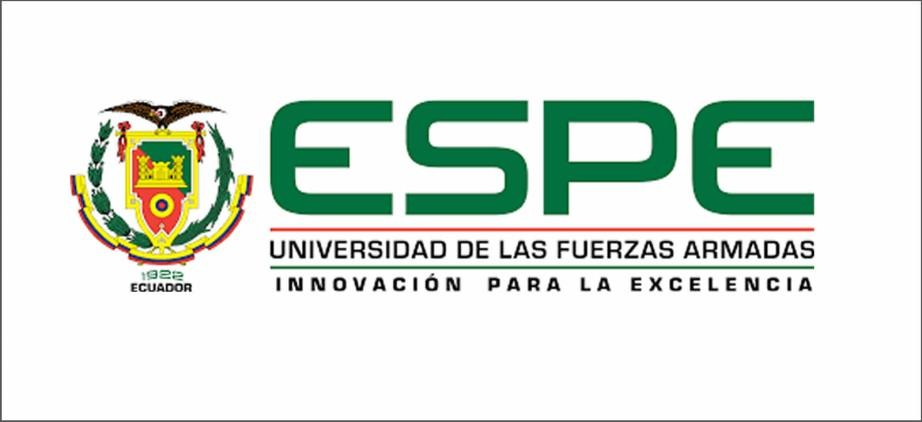 ESPE
UNIVERSIDAD DE LAS FUERZAS ARMADAS
INNOVACIÓN PARA LA EXCELENCIA
1922
ECUADOR